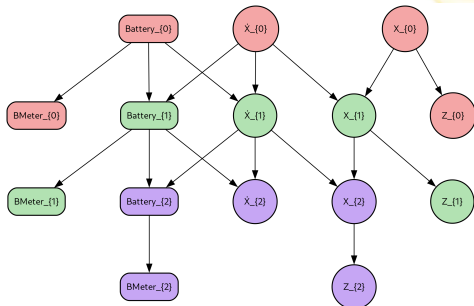 Battery_{0} Ẋ_{0} X_{0}
BMeter_{0} Battery_{1} Ẋ_{1} X_{1} Z_{0}
BMeter_{1} Battery_{2} Ẋ_{2} X_{2} Z_{1}
BMeter_{2} Z_{2}